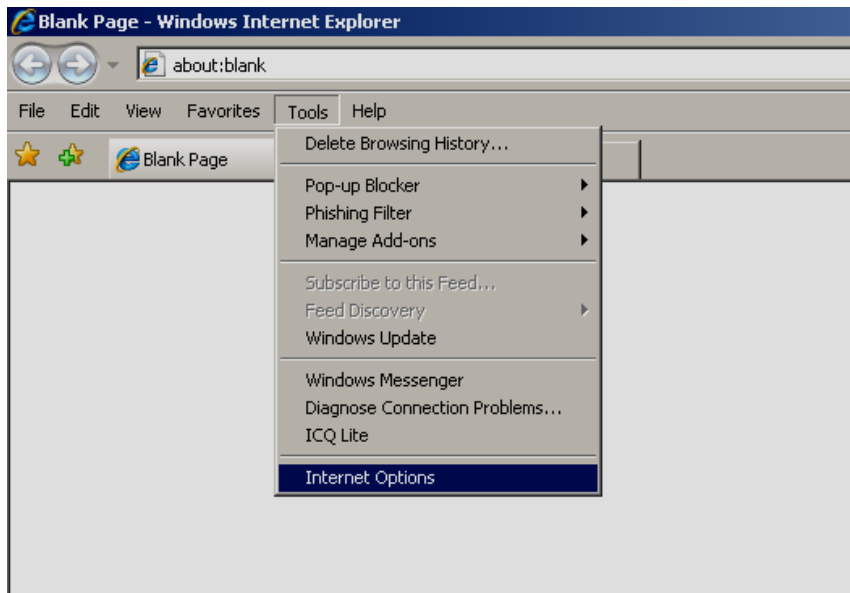 Blank Page - Windows Internet Explorer
about:blank
File Edit View Favorites Tools Help
Blank Page
Delete Browsing History...
Pop-up Blocker
Phishing Filter
Manage Add-ons
Subscribe to this Feed...
Feed Discovery
Windows Update
Windows Messenger
Diagnose Connection Problems...
ICQ Lite
Internet Options